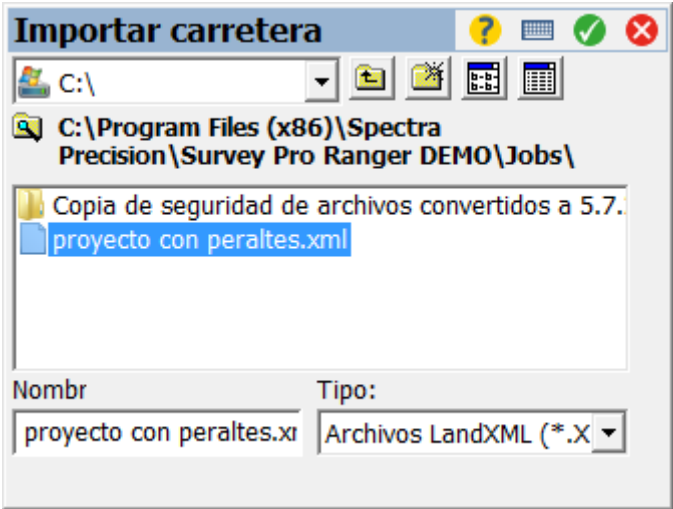 Importar carretera
C:\
C:\Program Files (x86)\Spectra
Precision\Survey Pro Ranger DEMO\Jobs\
Copia de seguridad de archivos convertidos a 5.7.
proyecto con peraltes.xml
Nombr Tipo:
proyecto con peraltes.xr Archivos LandXML (*.X